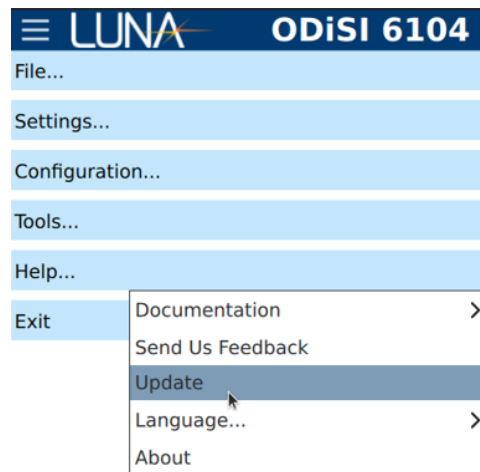 LUNA ODiSI 6104
File...
Settings...
Configuration...
Tools...
Help...
Exit
Documentation
Send Us Feedback
Update
Language...
About